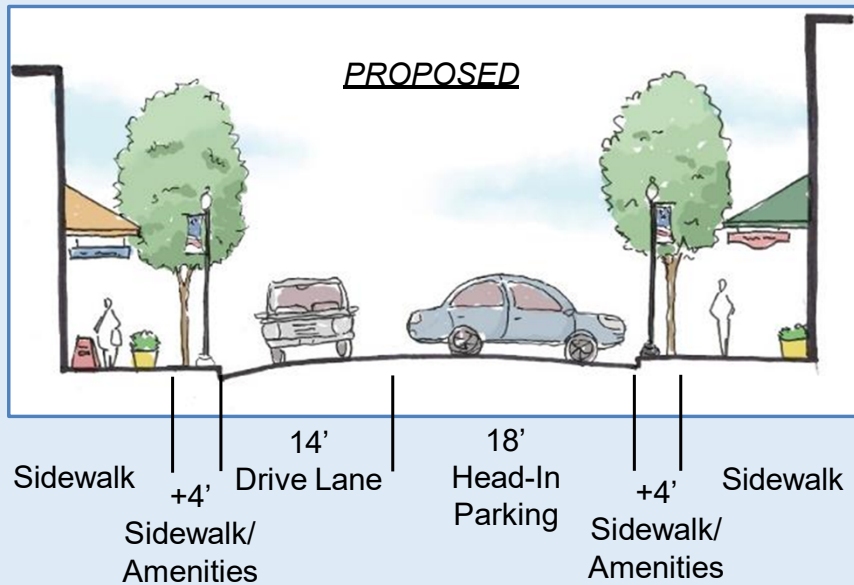 PROPOSED
Sidewalk
+4’
Sidewalk/
Amenities
14’
Drive Lane
18’
Head-In
Parking
+4’
Sidewalk/
Amenities
Sidewalk